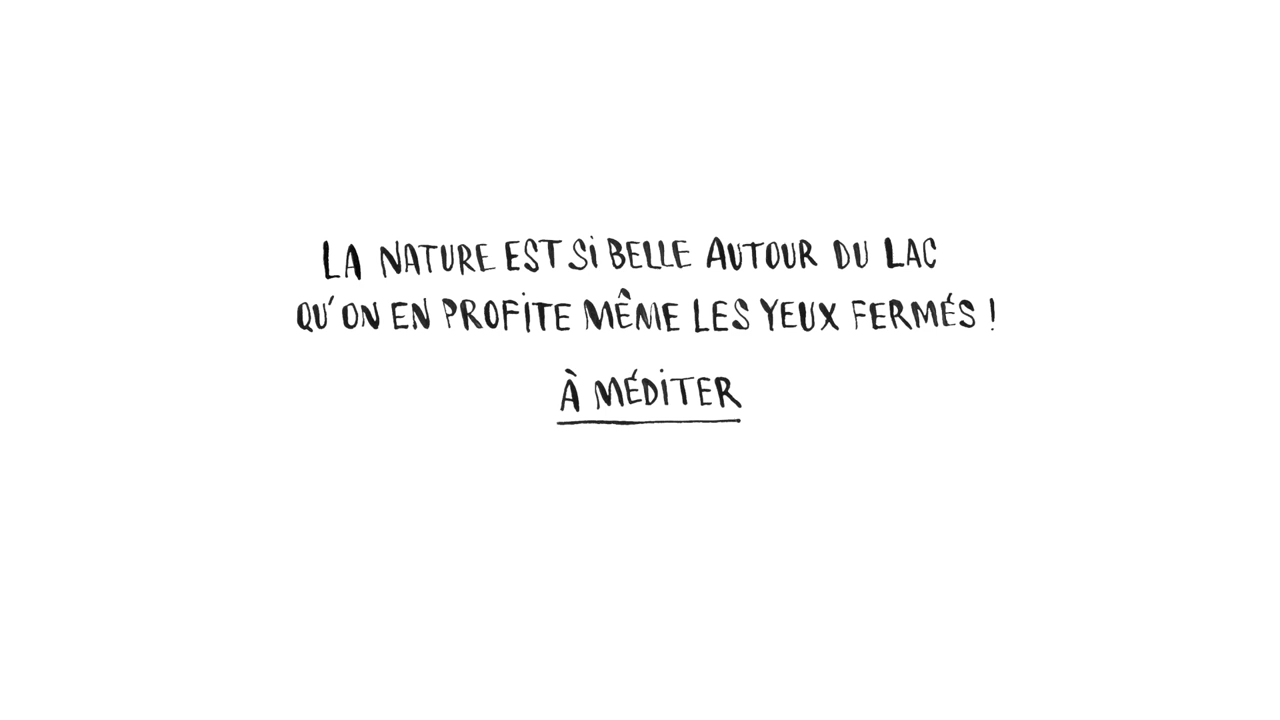 LA NATURE EST SI BELLE AUTOUR DU LAC
QU'ON EN PROFITE MÊME LES YEUX FERMÉS !
À MÉDITER